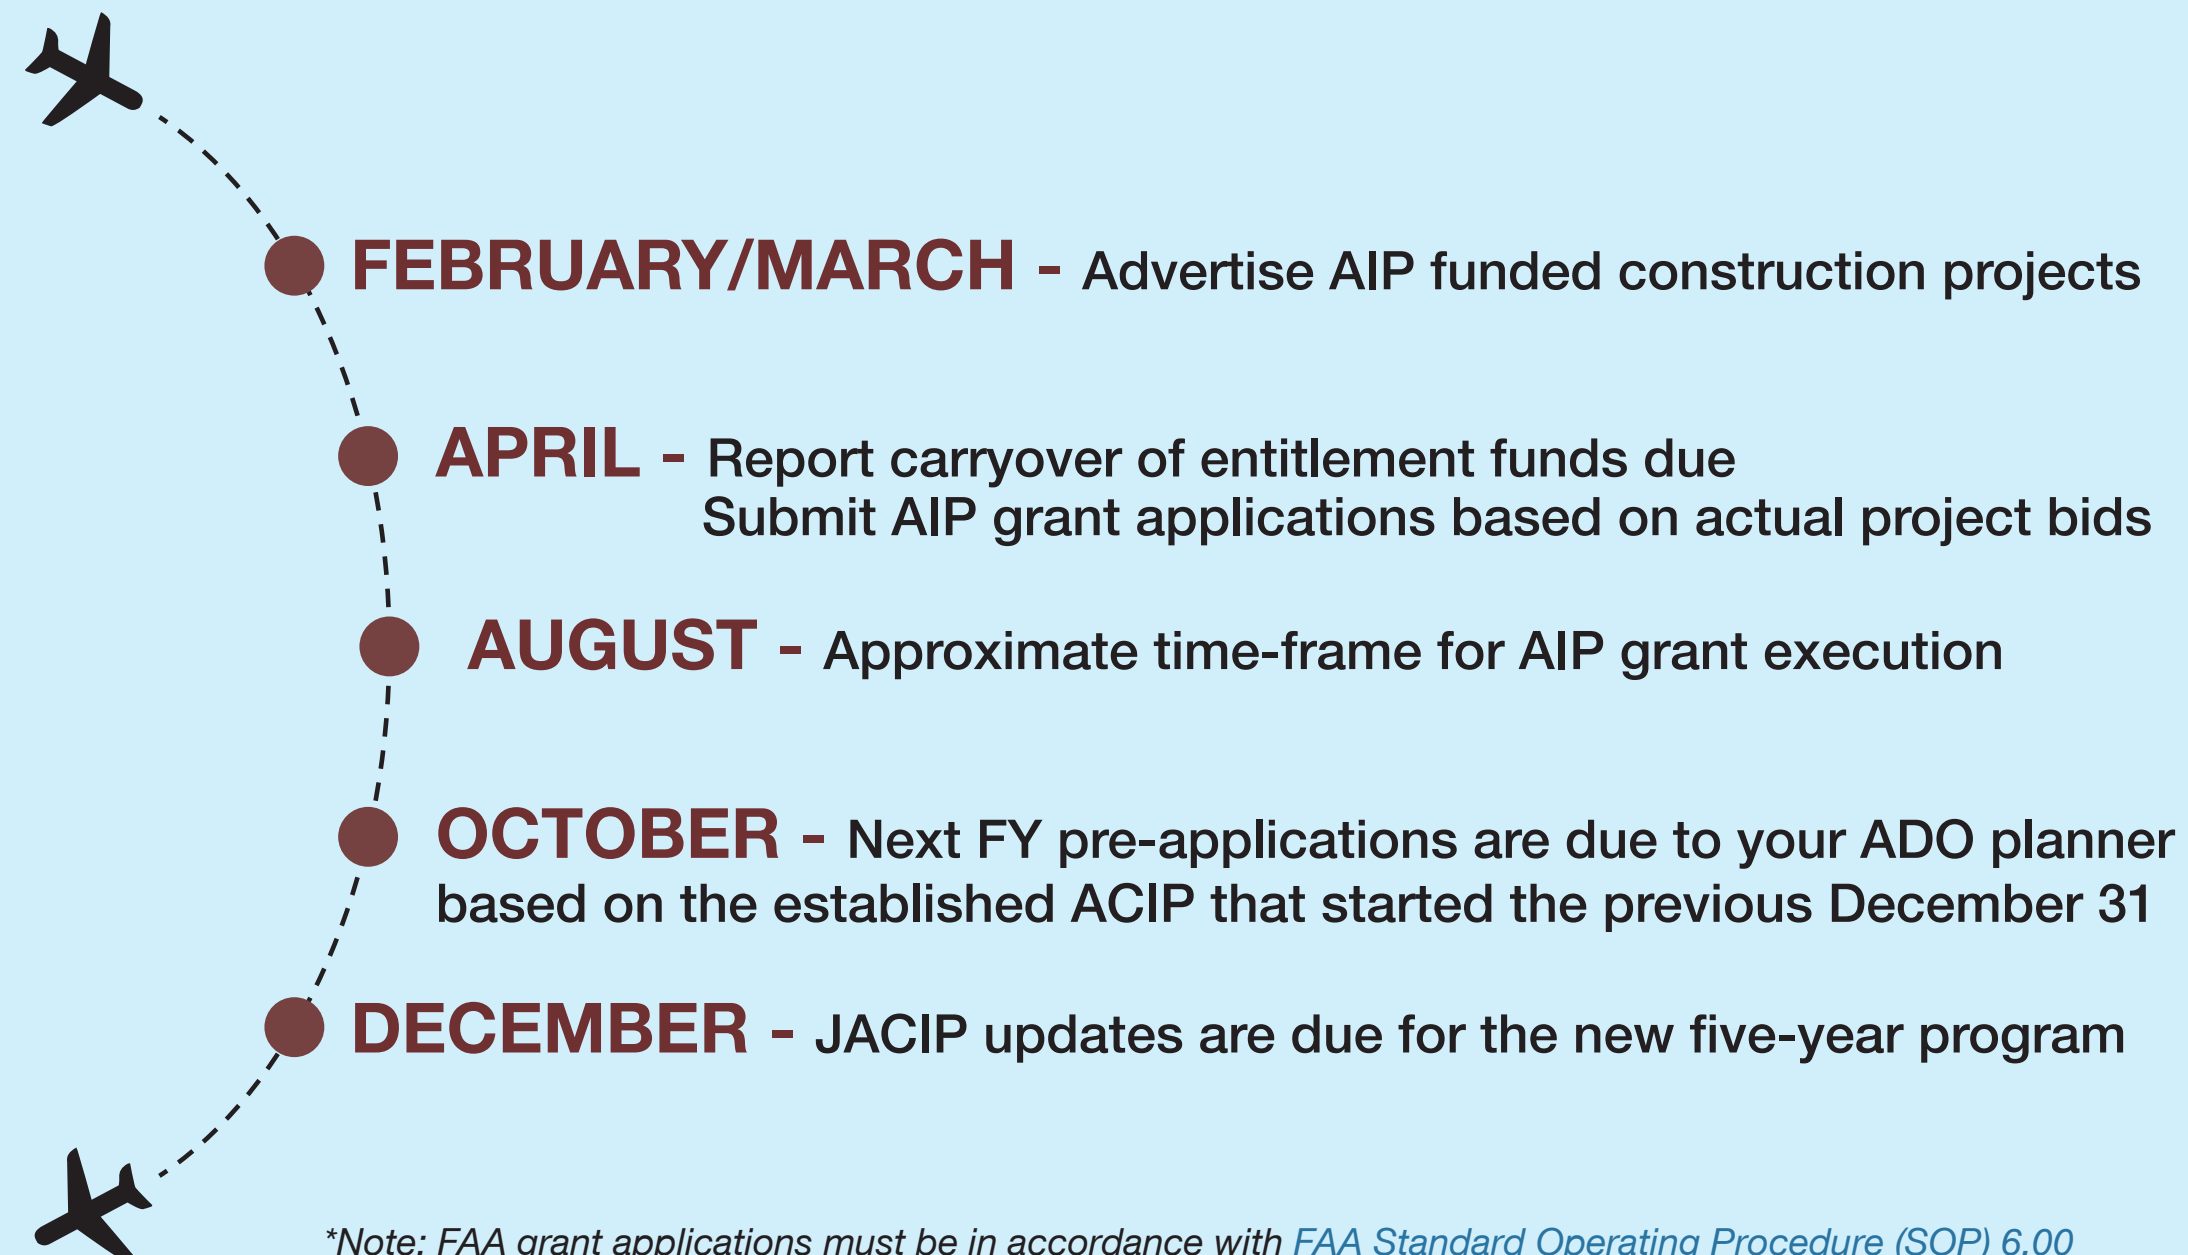 FEBRUARY/MARCH - Advertise AIP funded construction projects
APRIL - Report carryover of entitlement funds due
Submit AIP grant applications based on actual project bids
AUGUST - Approximate time-frame for AIP grant execution
OCTOBER - Next FY pre-applications are due to your ADO planner
based on the established ACIP that started the previous December 31
DECEMBER - JACIP updates are due for the new five-year program
*Note: FAA grant applications must be in accordance with FAA Standard Operating Procedure (SOP) 6.00